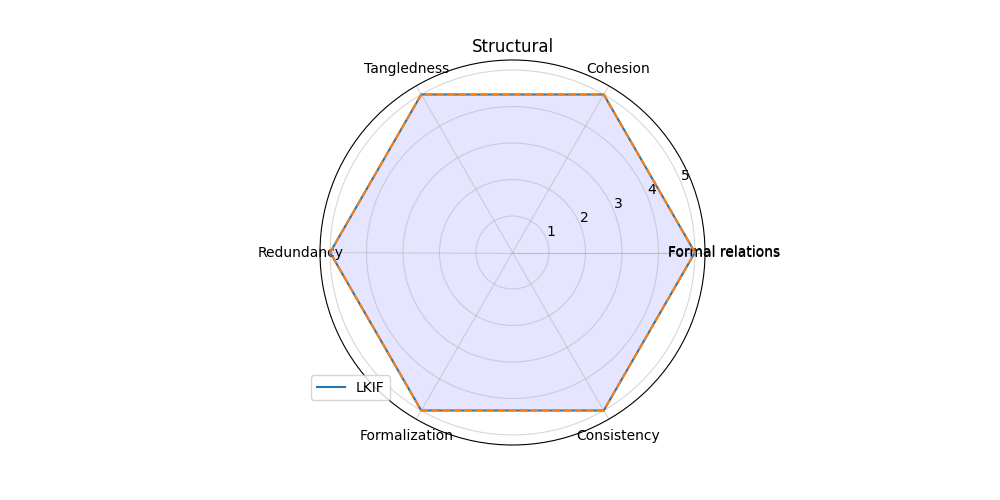 Structural
Tangledness
Cohesion
5
4
3
2
1
Redundancy
Formal relations
LKIF
Formalization
Consistency